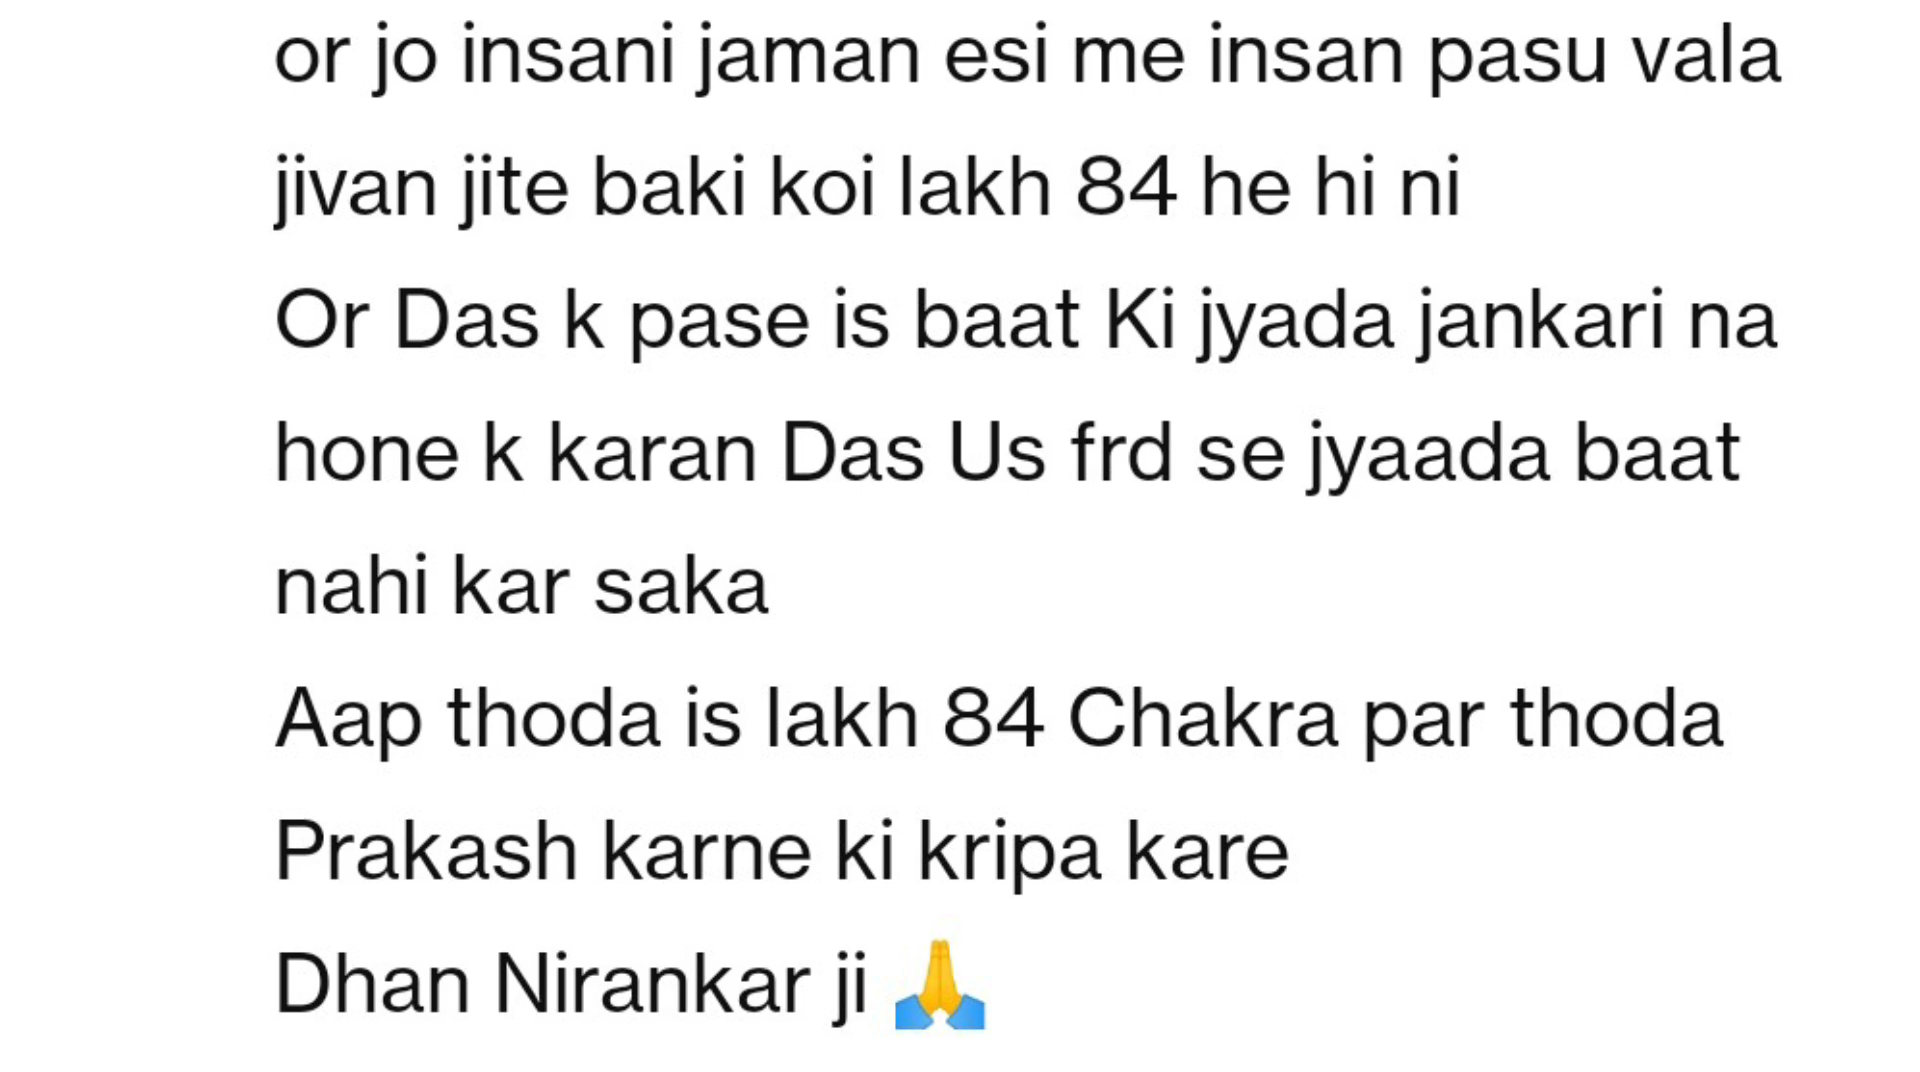 or jo insani jaman esi me insan pasu vala
jivan jite baki koi lakh 84 he hi ni
Or Das k pase is baat Ki jyada jankari na
hone k karan Das Us frd se jyaada baat
nahi kar saka
Aap thoda is lakh 84 Chakra par thoda
Prakash karne ki kripa kare
Dhan Nirankar ji 🙏